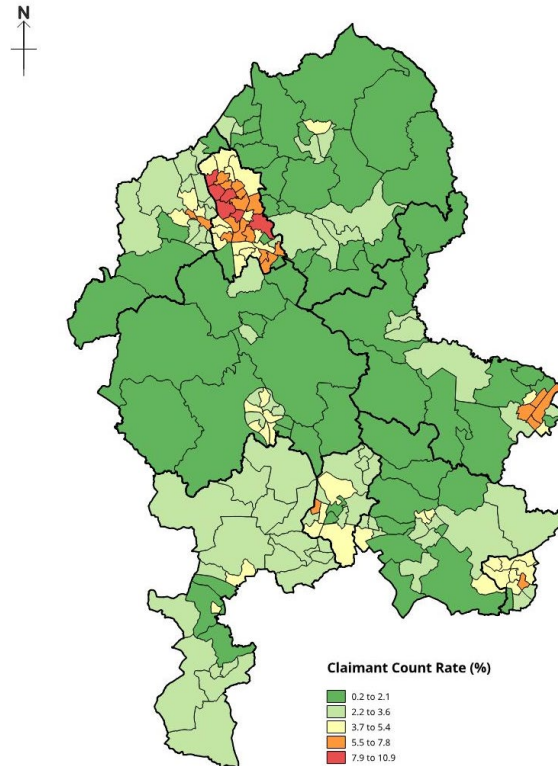 N
Claimant Count Rate (%)
0.2 to 2.1
2.2 to 3.6
3.7 to 5.4
5.5 to 7.8
7.9 to 10.9